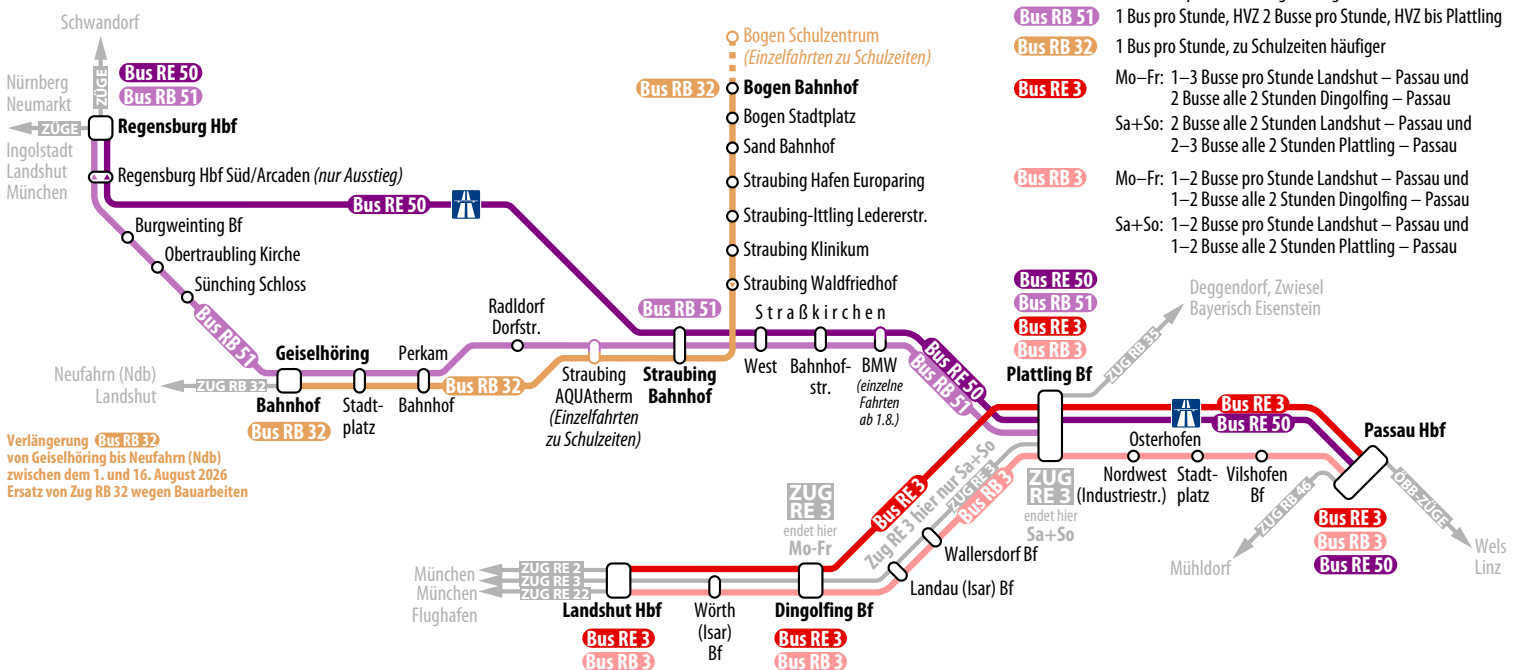 Schwandorf
Nürnberg
Neumarkt
ZÜGE
Bus RE 50
Bus RB 51
ZÜGE
Regensburg Hbf
Ingolstadt
Landshut
München
Regensburg Hbf Süd/Arcaden (nur Ausstieg)
Bus RE 50
Burgweinting Bf
Obertraubling Kirche
Sünching Schloss
Bus RB 51
Bogen Schulzentrum
(Einzelfahrten zu Schulzeiten)
Bus RB 32
Bogen Bahnhof
Bogen Stadtplatz
Sand Bahnhof
Straubing Hafen Europaring
Straubing-Ittling Ledererstr.
Straubing Klinikum
Straubing Waldfriedhof
Bus RB 51
1 Bus pro Stunde, HVZ 2 Busse pro Stunde, HVZ bis Plattling
Bus RB 32
1 Bus pro Stunde, zu Schulzeiten häufiger
Bus RE 3
Mo–Fr: 1–3 Busse pro Stunde Landshut – Passau und
2 Busse alle 2 Stunden Dingolfing – Passau
Sa+So: 2 Busse alle 2 Stunden Landshut – Passau und
2–3 Busse alle 2 Stunden Plattling – Passau
Bus RB 3
Mo–Fr: 1–2 Busse pro Stunde Landshut – Passau und
1–2 Busse alle 2 Stunden Dingolfing – Passau
Sa+So: 1–2 Busse pro Stunde Landshut – Passau und
1–2 Busse alle 2 Stunden Plattling – Passau
Neufahrn (Ndb)
Landshut
ZUG RB 32
Geiselhöring
Bahnhof
Bus RB 32
Stadt-
platz
Perkam
Bahnhof
Bus RB 32
Radldorf
Dorfstr.
Straubing
AQUAtherm
(Einzelfahrten
zu Schulzeiten)
Bus RB 51
Straubing
Bahnhof
Straßkirchen
West
Bahnhof-
str.
BMW
(einzelne
Fahrten
ab 1.8.)
Bus RE 50
Bus RB 51
Bus RE 50
Bus RB 51
Bus RE 3
Bus RB 3
Plattling Bf
Deggendorf, Zwiesel
Bayerisch Eisenstein
ZUG RB 35
Verlängerung Bus RB 32
von Geiselhöring bis Neufahrn (Ndb)
zwischen dem 1. und 16. August 2026
Ersatz von Zug RB 32 wegen Bauarbeiten
Bus RE 3
Bus RE 50
Osterhofen
Nordwest
(Industriestr.)
Stadt-
platz
Vilshofen
Bf
Passau Hbf
ZUG RB 46
Mühldorf
ÖBB-ZÜGE
Wels
Linz
Bus RE 3
Bus RB 3
Bus RE 50
ZUG
RE 3
endet hier
Sa+So
ZUG
RE 3
endet hier
Mo-Fr
Bus RE 3
Zug RE 3 hier nur Sa+So
ZUG RE 3
Bus RB 3
Wallersdorf Bf
Landau (Isar) Bf
München
München
Flughafen
ZUG RE 2
ZUG RE 3
ZUG RE 22
Landshut Hbf
Bus RE 3
Bus RB 3
Wörth
(Isar)
Bf
Dingolfing Bf
Bus RE 3
Bus RB 3